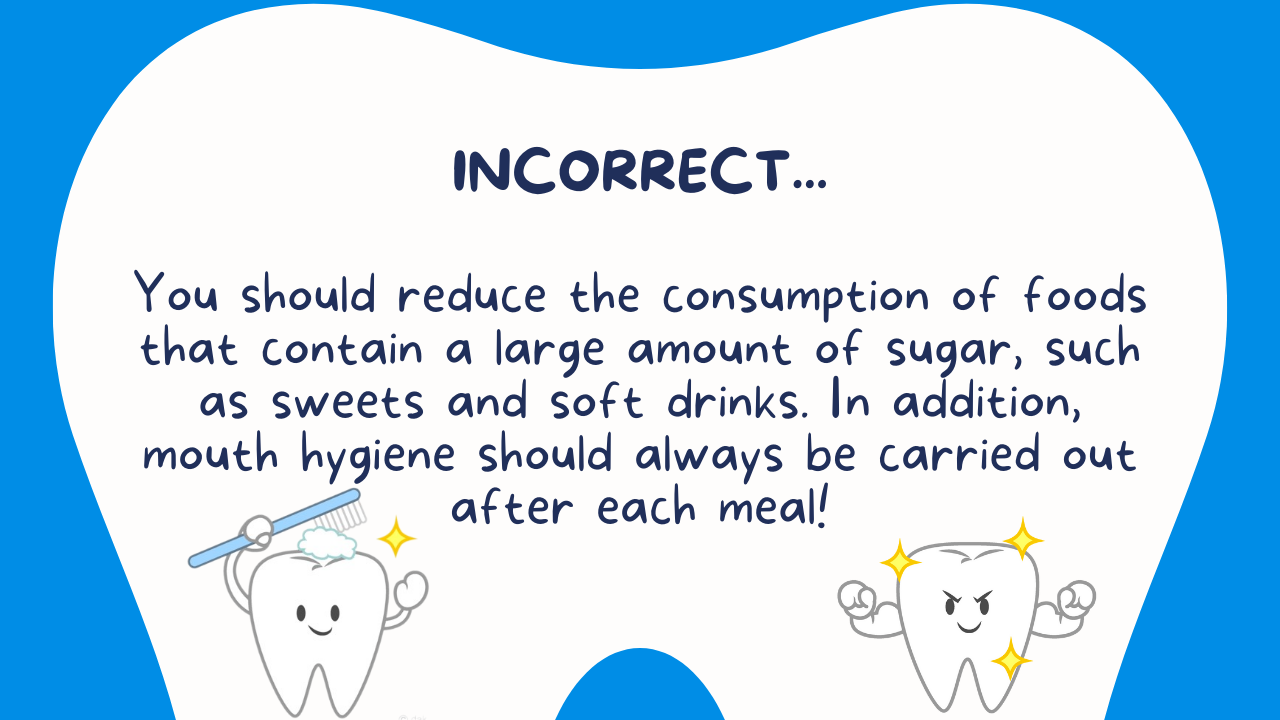 INCORRECT...
You should reduce the consumption of foods
that contain a large amount of sugar, such
as sweets and soft drinks. In addition,
mouth hygiene should always be carried out
after each meal!